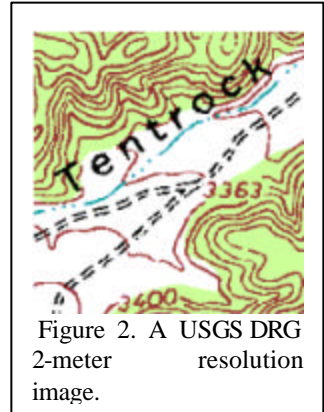 Tentrock
3363
3400
Figure 2. A USGS DRG
2-meter resolution
image.